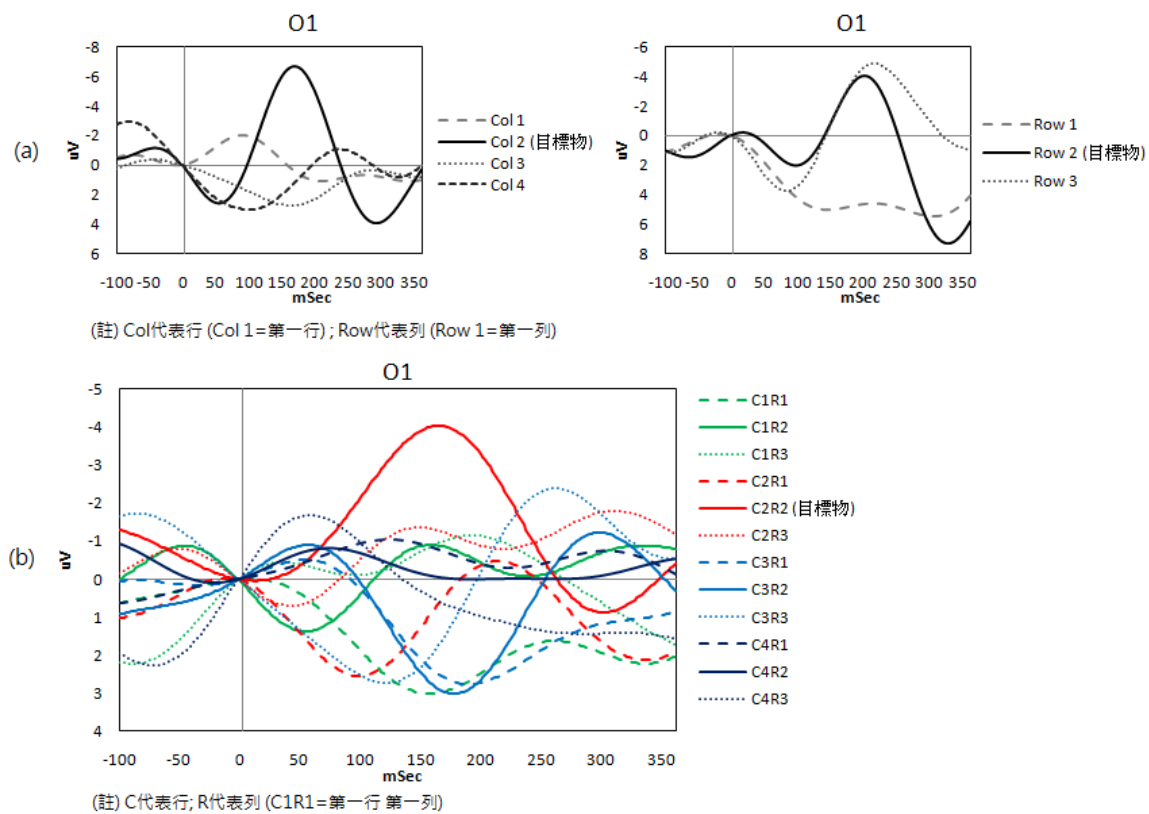 (a)
O1
-8
-6
-4
-2
0
2
4
6
uV
-100 -50 0 50 100 150 200 250 300 350
mSec
Col 1
Col 2 (目標物)
Col 3
Col 4
O1
-6
-4
-2
0
2
4
6
8
uV
-100 -50 0 50 100 150 200 250 300 350
mSec
Row 1
Row 2 (目標物)
Row 3
(註) Col代表行 (Col 1=第一行) ; Row代表列 (Row 1=第一列)
(b)
O1
-5
-4
-3
-2
-1
0
1
2
3
4
uV
-100 -50 0 50 100 150 200 250 300 350
mSec
C1R1
C1R2
C1R3
C2R1
C2R2 (目標物)
C2R3
C3R1
C3R2
C3R3
C4R1
C4R2
C4R3
(註) C代表行; R代表列 (C1R1=第一行 第一列)